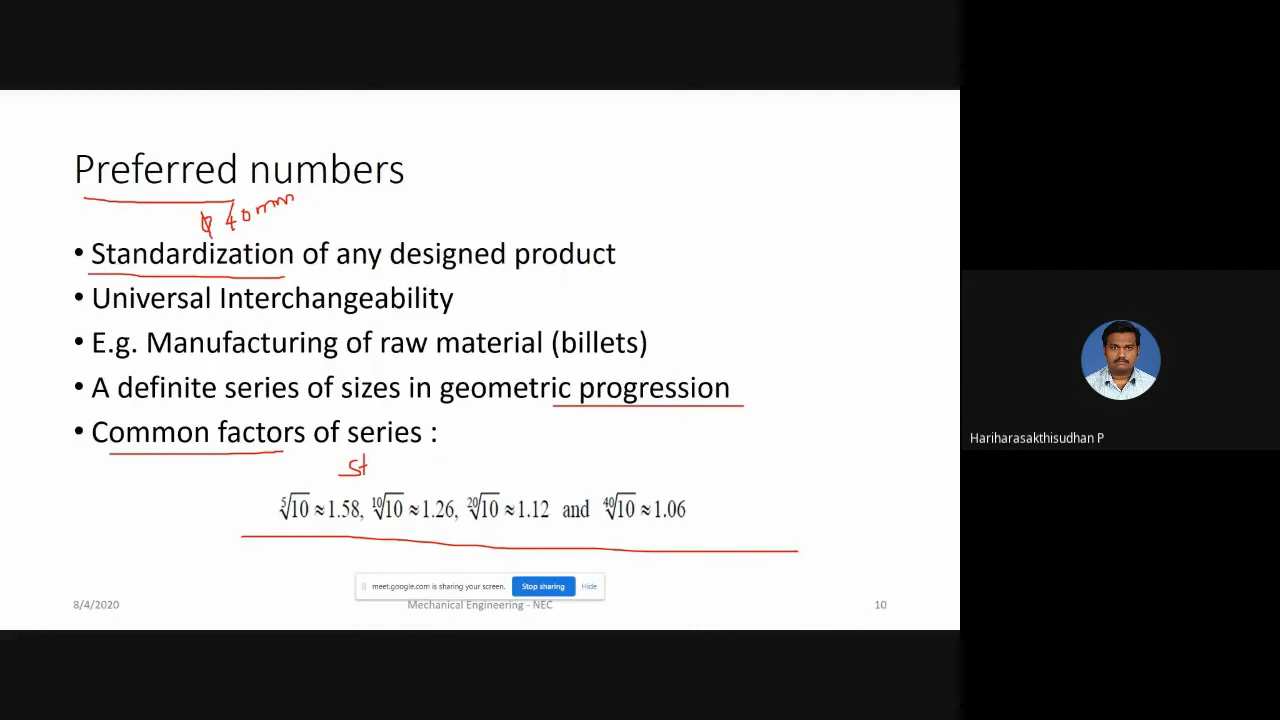 Preferred numbers
ϕ 40mm
• Standardization of any designed product
• Universal Interchangeability
• E.g. Manufacturing of raw material (billets)
• A definite series of sizes in geometric progression
• Common factors of series :
St
⁵√10 ≈ 1.58, ¹⁰√10 ≈ 1.26, ²⁰√10 ≈ 1.12 and ⁴⁰√10 ≈ 1.06
meet.google.com is sharing your screen. Stop sharing Hide
8/4/2020 Mechanical Engineering - NEC 10
Hariharasakthisudhan P